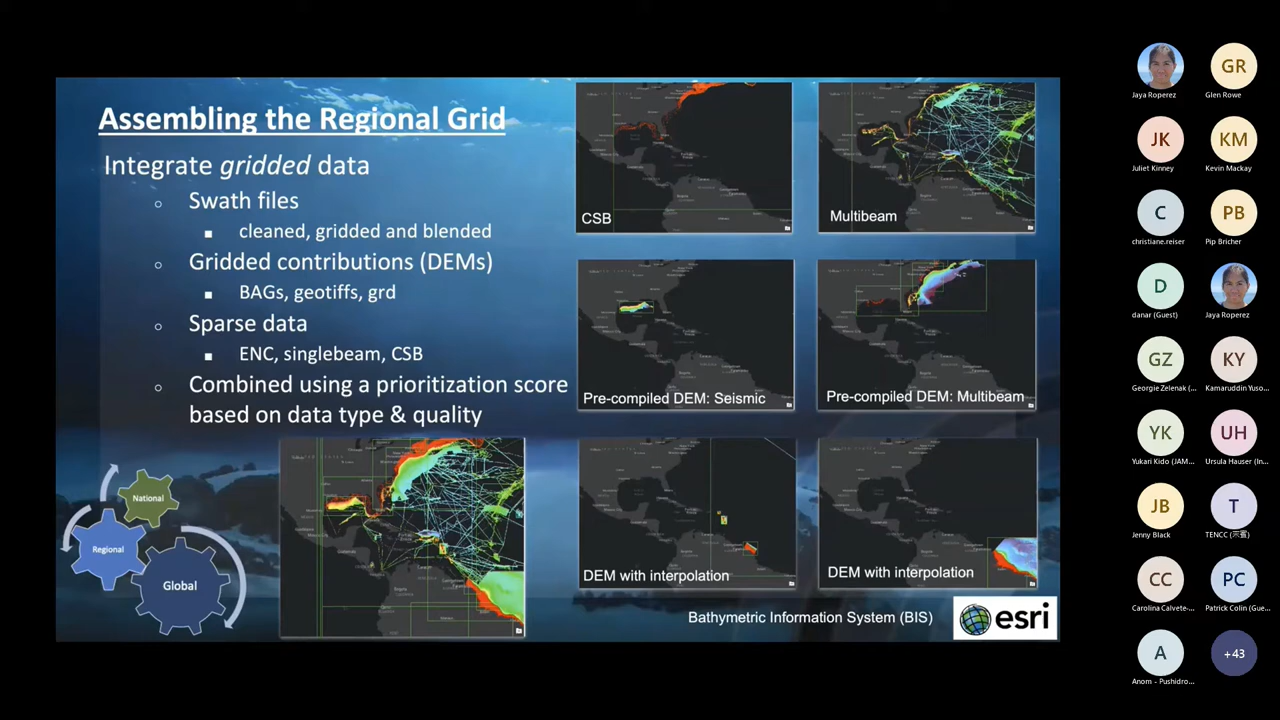 Assembling the Regional Grid
Integrate gridded data
Swath files
cleaned, gridded and blended
Gridded contributions (DEMs)
BAGs, geotiffs, grd
Sparse data
ENC, singlebeam, CSB
Combined using a prioritization score
based on data type & quality
National
Regional
Global
CSB
Multibeam
Pre-compiled DEM: Seismic
Pre-compiled DEM: Multibeam
DEM with interpolation
DEM with interpolation
Bathymetric Information System (BIS)
esri
Jaya Roperez
GR
Glen Rowe
JK
Juliet Kinney
KM
Kevin Mackay
C
christiane.reiser
PB
Pip Bricher
D
danar (Guest)
Jaya Roperez
GZ
Georgie Zelenak (...
KY
Kamaruddin Yuso...
YK
Yukari Kido (JAM...
UH
Ursula Hauser (In...
JB
Jenny Black
T
TENCC
CC
Carolina Calvete-...
PC
Patrick Colin (Gue...
A
Anom - Pushidro...
+43